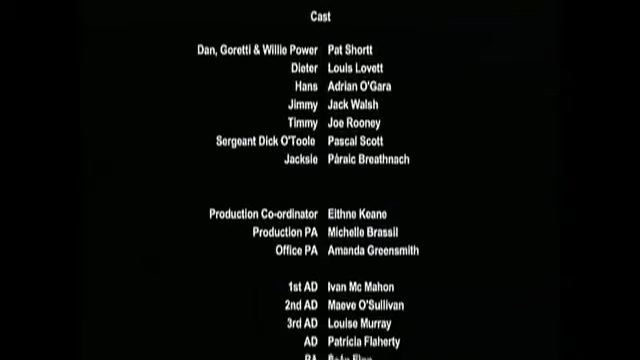 Cast
Dan, Goretti & Willie Power Pat Shortt
Dieter Louis Lovett
Hans Adrian O'Gara
Jimmy Jack Walsh
Timmy Joe Rooney
Sergeant Dick O'Toole Pascal Scott
Jacksie Páraic Breathnach
Production Co-ordinator Eithne Keane
Production PA Michelle Brassil
Office PA Amanda Greensmith
1st AD Ivan Mc Mahon
2nd AD Maeve O'Sullivan
3rd AD Louise Murray
AD Patricia Flaherty
PA